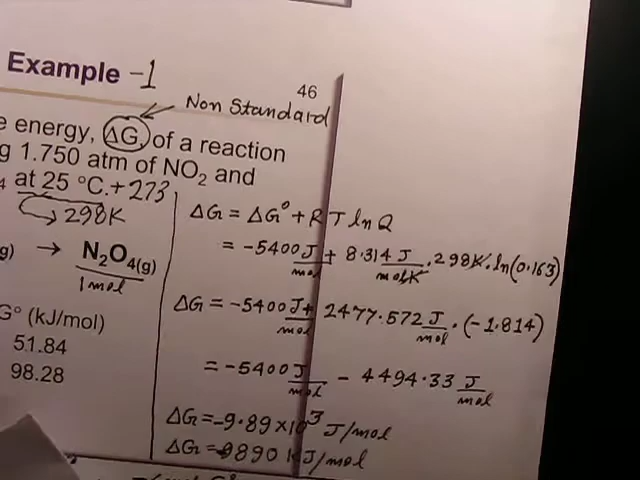 Example -1
46
Non Standard
e energy, ΔG, of a reaction
g 1.750 atm of NO2 and
4 at 25 °C. + 273
298K
g) → N2O4(g)
1mol
G° (kJ/mol)
51.84
98.28
ΔG = ΔG° + RT ln Q
= -5400 J/mol + 8.314 J/molK . 298K . ln(0.163)
ΔG = -5400 J/mol + 2477.572 J/mol . (-1.814)
= -5400 J/mol - 4494.33 J/mol
ΔG = -9.89 x10³ J/mol
ΔG = -9890 KJ/mol